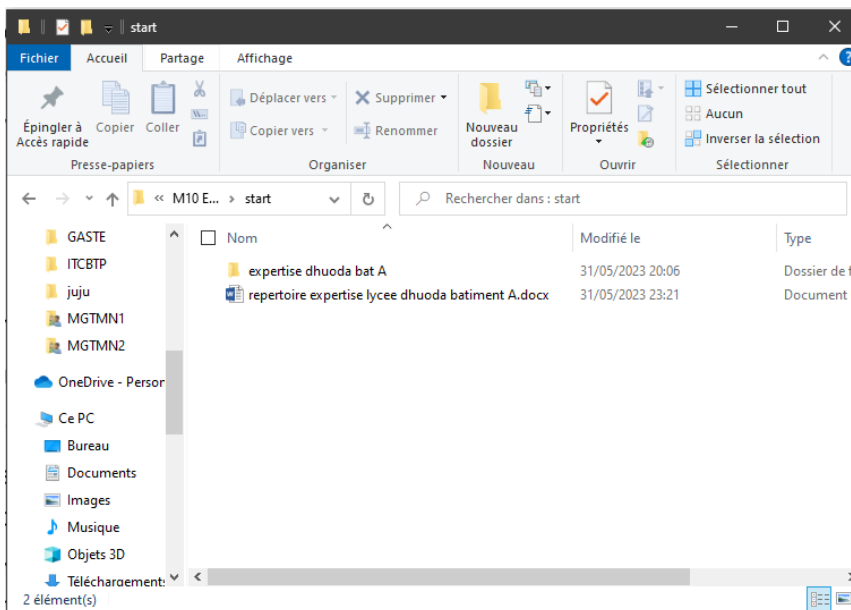 start
Fichier Accueil Partage Affichage
Épingler à Accès rapide
Copier
Coller
Presse-papiers
Déplacer vers
Copier vers
Supprimer
Renommer
Organiser
Nouveau dossier
Nouveau
Propriétés
Ouvrir
Sélectionner tout
Aucun
Inverser la sélection
Sélectionner
« M10 E... › start
Rechercher dans : start
GASTE
ITCBTP
juju
MGTMN1
MGTMN2
OneDrive - Person
Ce PC
Bureau
Documents
Images
Musique
Objets 3D
Téléchargements
Nom Modifié le Type
expertise dhuoda bat A 31/05/2023 20:06 Dossier de f
repertoire expertise lycee dhuoda batiment A.docx 31/05/2023 23:21 Document
2 élément(s)